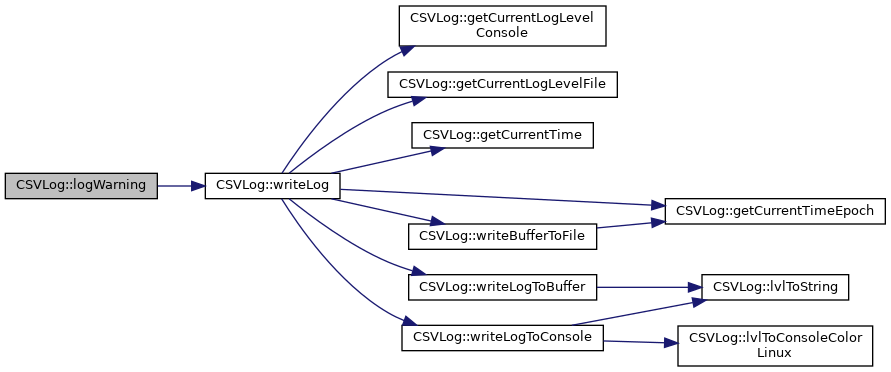 CSVLog::logWarning
CSVLog::writeLog
CSVLog::getCurrentLogLevel
Console
CSVLog::getCurrentLogLevelFile
CSVLog::getCurrentTime
CSVLog::getCurrentTimeEpoch
CSVLog::writeBufferToFile
CSVLog::writeLogToBuffer
CSVLog::lvlToString
CSVLog::writeLogToConsole
CSVLog::lvlToConsoleColor
Linux